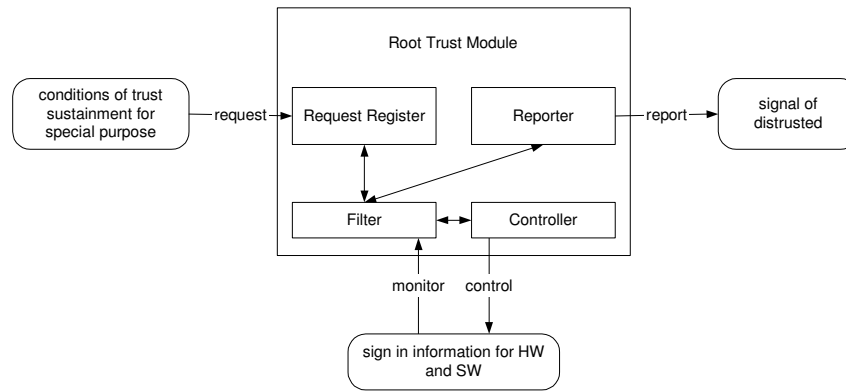 Root Trust Module
conditions of trust
sustainment for
special purpose
request
Request Register
Reporter
report
signal of
distrusted
Filter
Controller
monitor
control
sign in information for HW
and SW